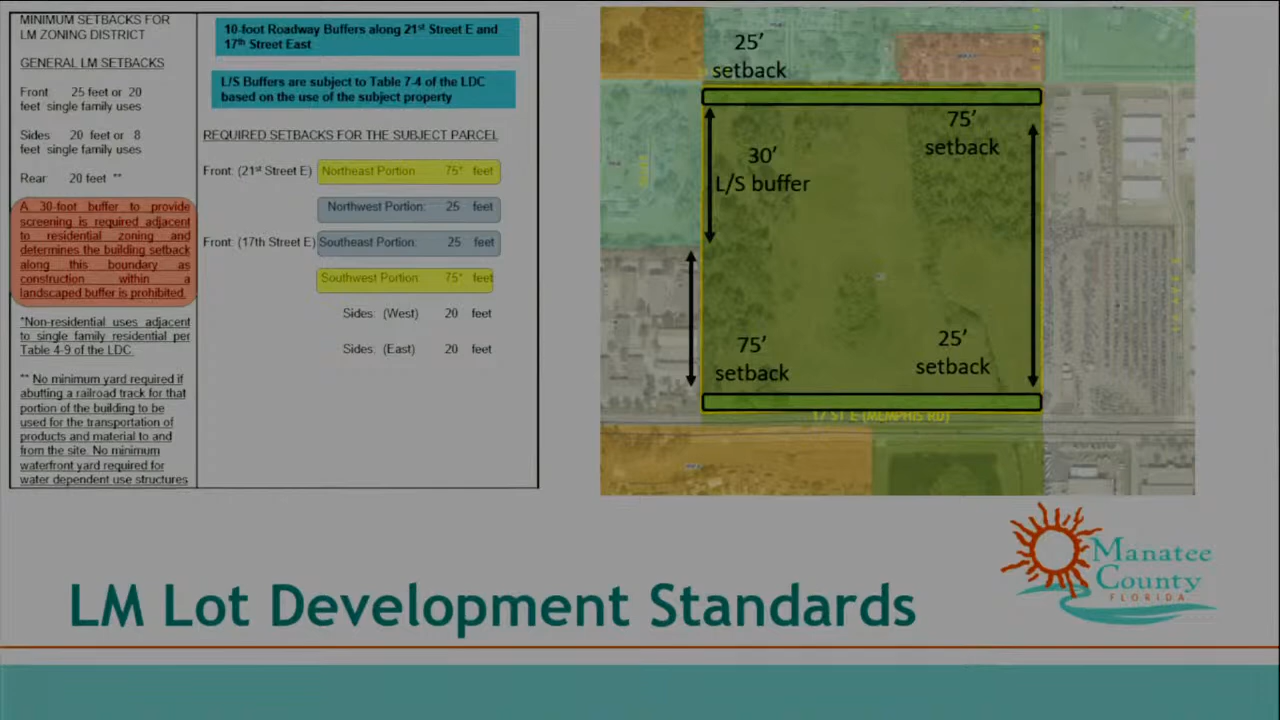 MINIMUM SETBACKS FOR
LM ZONING DISTRICT
GENERAL LM SETBACKS
Front 25 feet or 20
feet single family uses
Sides 20 feet or 8
feet single family uses
Rear 20 feet **
A 30-foot buffer to provide
screening is required adjacent
to residential zoning and
determines the building setback
along this boundary as
construction within a
landscaped buffer is prohibited.
*Non-residential uses adjacent
to single family residential per
Table 4-9 of the LDC.
** No minimum yard required if
abutting a railroad track for that
portion of the building to be
used for the transportation of
products and material to and
from the site. No minimum
waterfront yard required for
water dependent use structures
10-foot Roadway Buffers along 21st Street E and
17th Street East
L/S Buffers are subject to Table 7-4 of the LDC
based on the use of the subject property
REQUIRED SETBACKS FOR THE SUBJECT PARCEL
Front: (21st Street E) Northeast Portion 75* feet
Northwest Portion: 25 feet
Front: (17th Street E) Southeast Portion: 25 feet
Southwest Portion: 75* feet
Sides: (West) 20 feet
Sides: (East) 20 feet
25'
setback
75'
setback
30'
L/S buffer
75'
setback
25'
setback
17 ST E (MEMPHIS RD)
LM Lot Development Standards
Manatee
County
FLORIDA